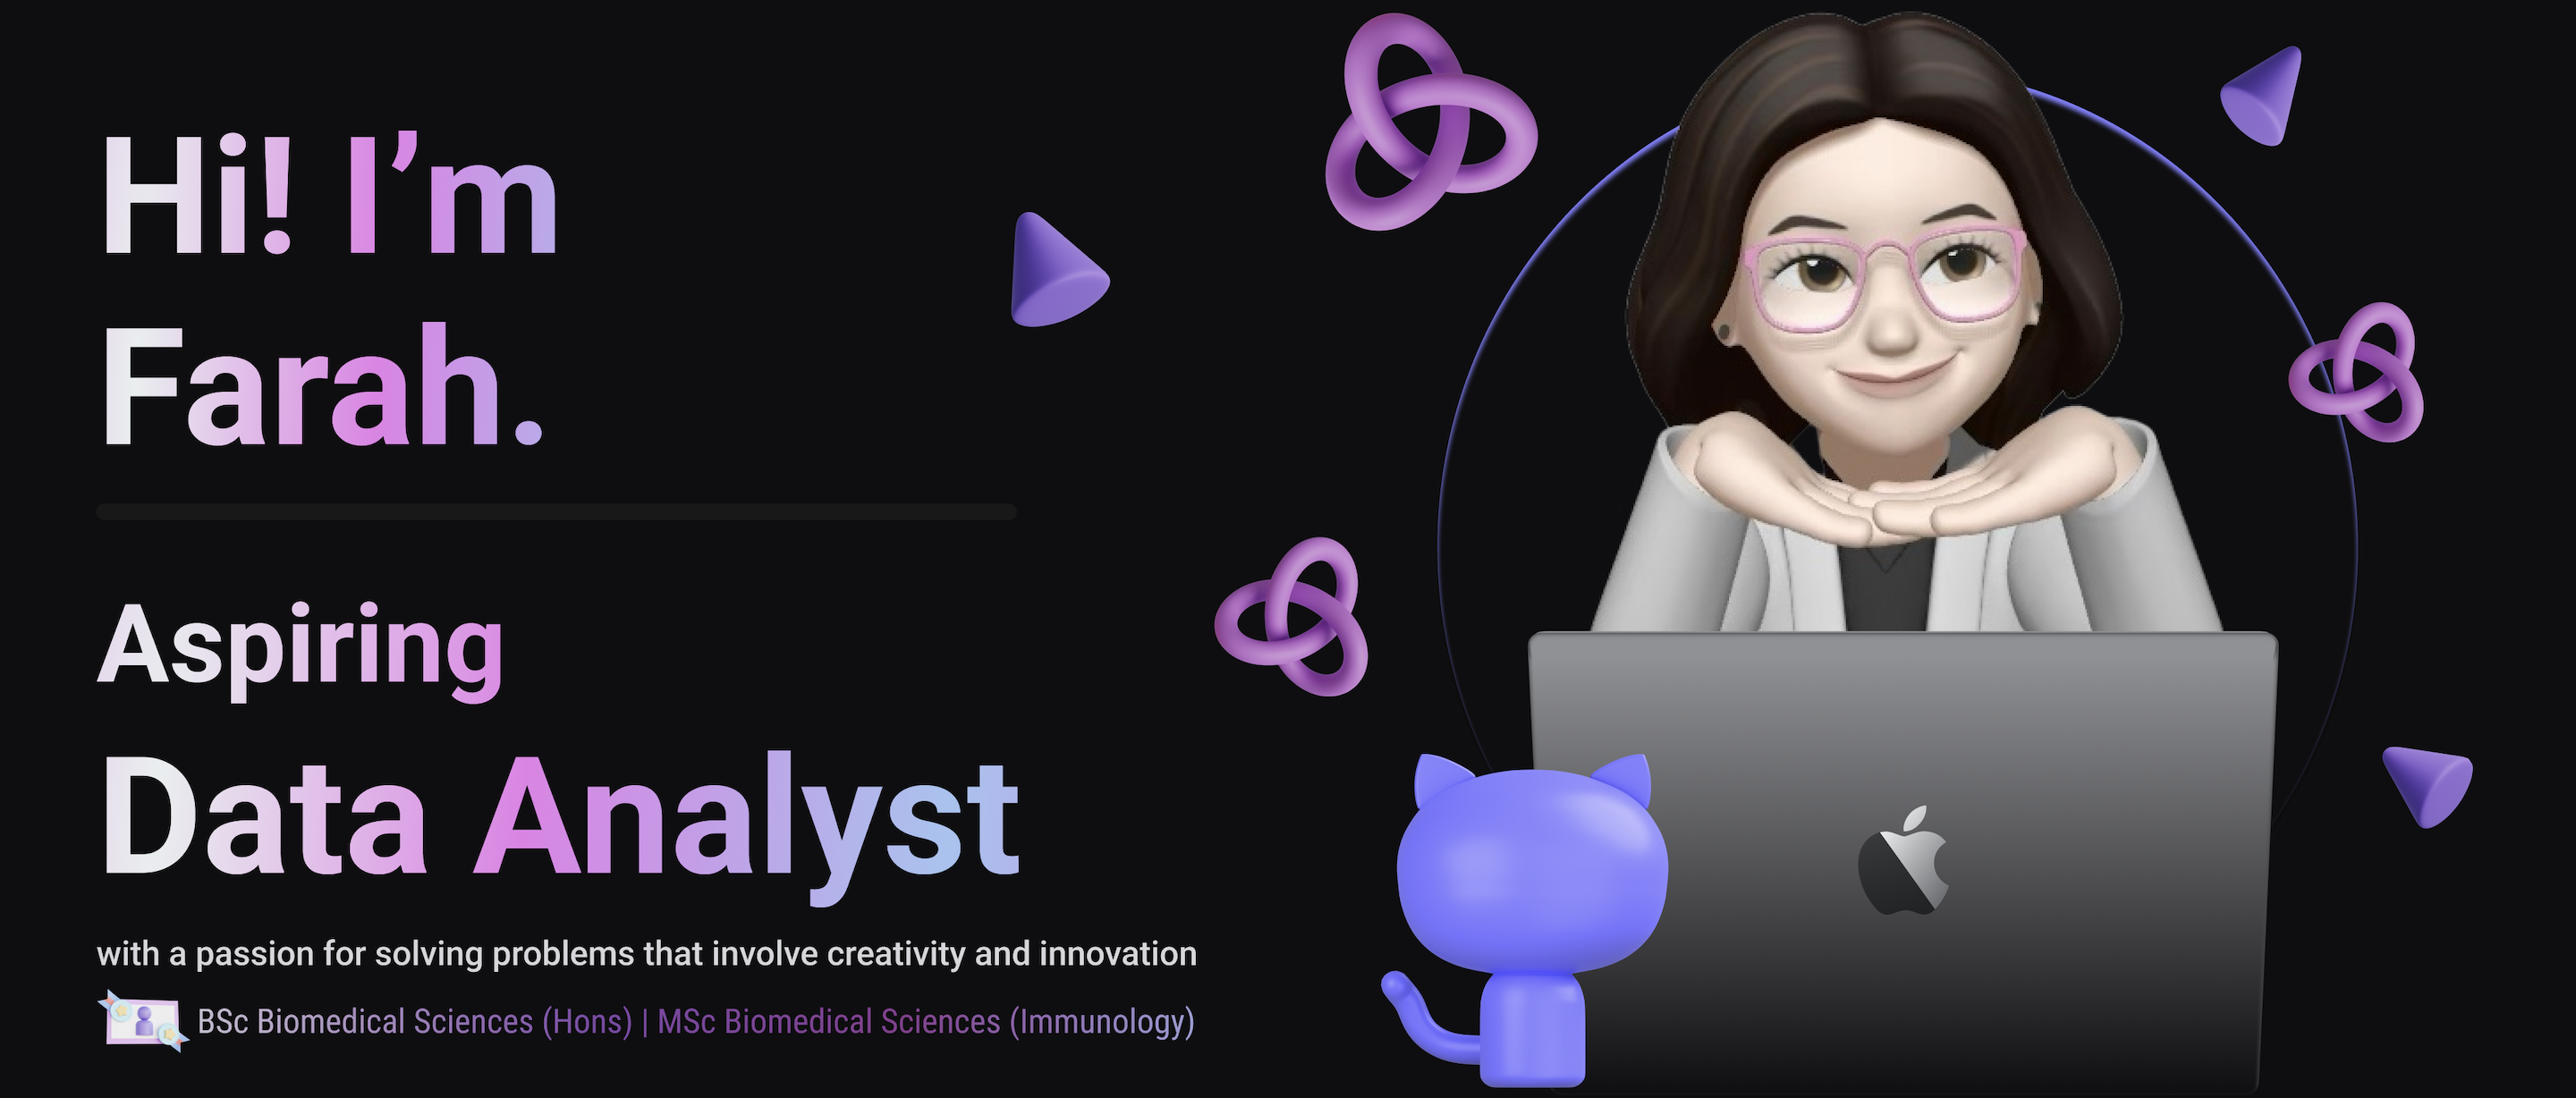 Hi! I’m
Farah.
Aspiring
Data Analyst
with a passion for solving problems that involve creativity and innovation
BSc Biomedical Sciences (Hons) | MSc Biomedical Sciences (Immunology)